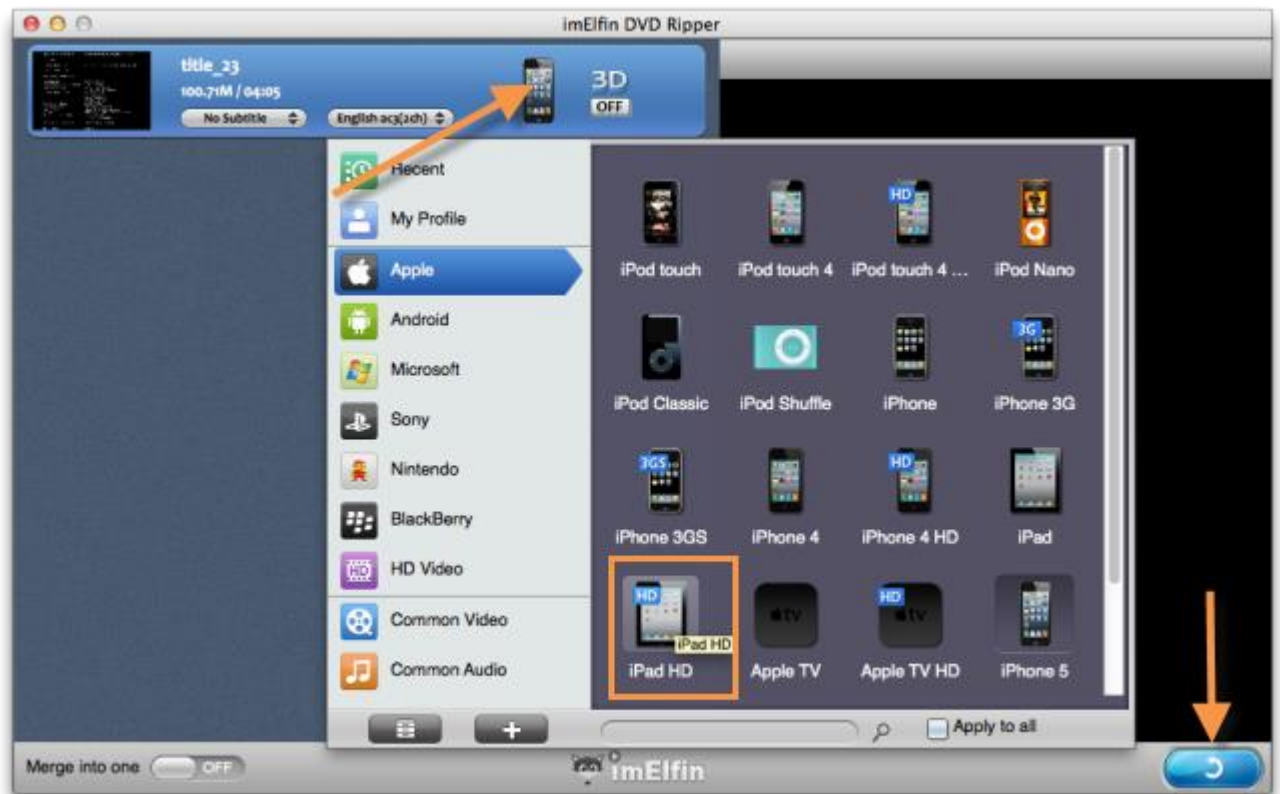 imElfin DVD Ripper
title_23
100.71M / 04:05
No Subtitle
English ac3(2ch)
3D
OFF
Recent
My Profile
Apple
Android
Microsoft
Sony
Nintendo
BlackBerry
HD Video
Common Video
Common Audio
HD
iPod touch
iPod touch 4
iPod touch 4 ...
iPod Nano
3G
iPod Classic
iPod Shuffle
iPhone
iPhone 3G
3GS
HD
iPhone 3GS
iPhone 4
iPhone 4 HD
iPad
HD
tv
HD
tv
iPad HD
iPad HD
Apple TV
Apple TV HD
iPhone 5
Apply to all
Merge into one
OFF
imElfin